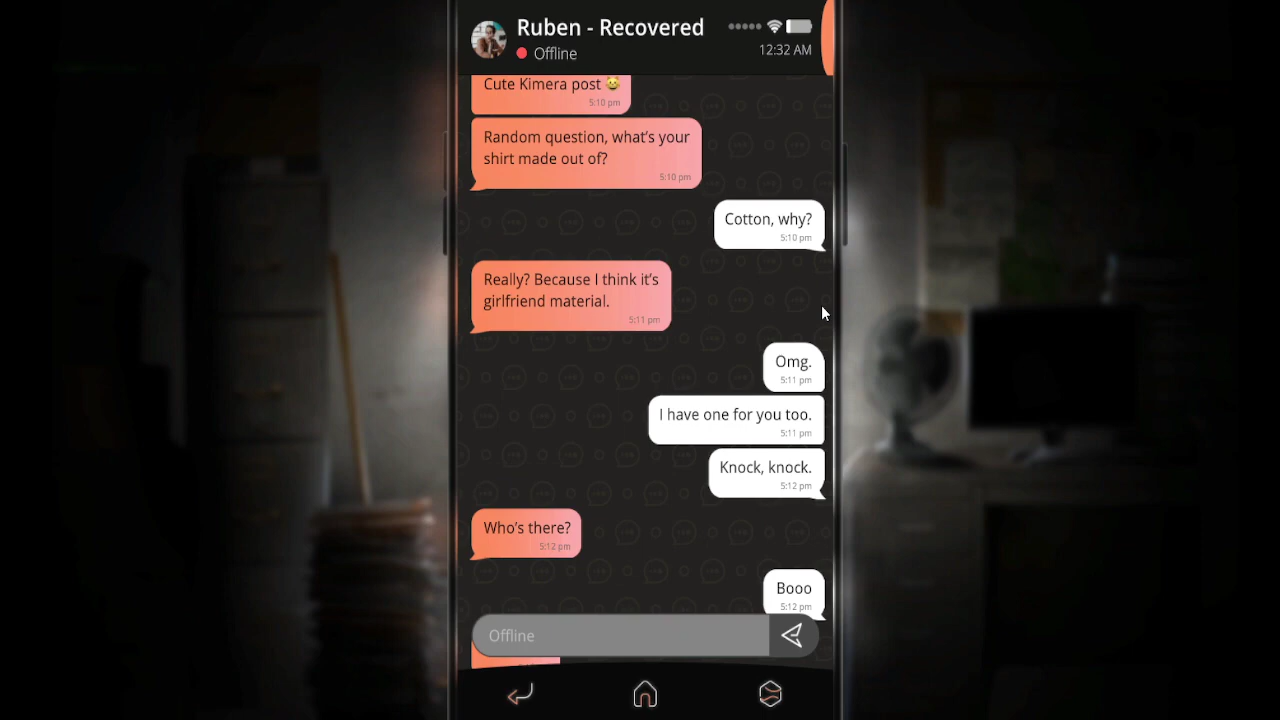 Ruben - Recovered
Offline
12:32 AM
Cute Kimera post
5:10 pm
Random question, what's your
shirt made out of?
5:10 pm
Cotton, why?
5:10 pm
Really? Because I think it's
girlfriend material.
5:11 pm
Omg.
5:11 pm
I have one for you too.
5:11 pm
Knock, knock.
5:12 pm
Who's there?
5:12 pm
Booo
5:12 pm
Offline